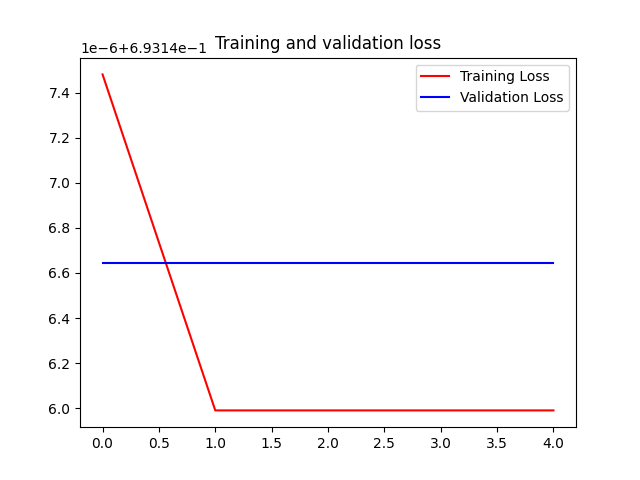 1e−6+6.9314e−1
Training and validation loss
Training Loss
Validation Loss
7.4
7.2
7.0
6.8
6.6
6.4
6.2
6.0
0.0 0.5 1.0 1.5 2.0 2.5 3.0 3.5 4.0